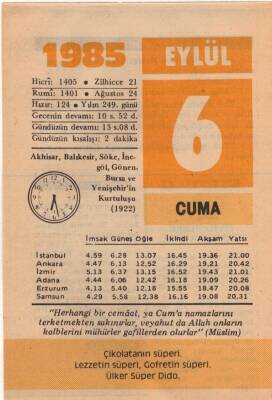 1985 EYLÜL
Hicrî: 1405 • Zilhicce 21
Rumî: 1401 • Ağustos 24
Hızır: 124 • Yılın 249. günü
Gecenin devamı: 10 s. 52 d.
Gündüzün devamı: 13 s. 08 d.
Gündüzün kısalışı: 2 dakika
6
CUMA
Akhisar, Balıkesir, Söke, İne-
göl, Gönen,
Bursa ve
Yenişehir'in
Kurtuluşu
(1922)
İmsak Güneş Öğle İkindi Akşam Yatsı
İstanbul 4.59 6.28 13.07 16.45 19.36 21.00
Ankara 4.47 6.13 12.52 16.29 19.21 20.42
İzmir 5.13 6.37 13.15 16.52 19.43 21.01
Adana 4.44 6.06 12.42 16.18 19.09 20.26
Erzurum 4.13 5.40 12.18 15.55 18.47 20.08
Samsun 4.29 5.58 12.38 16.16 19.08 20.31
"Herhangi bir cemâat, ya Cum'a namazlarını
terketmekten sakınırlar, veyahut da Allah onların
kalblerini mühürler gafillerden olurlar" (Müslim)
Çikolatanın süperi.
Lezzetin süperi, Gofretin süperi.
Ülker Süper Dido.